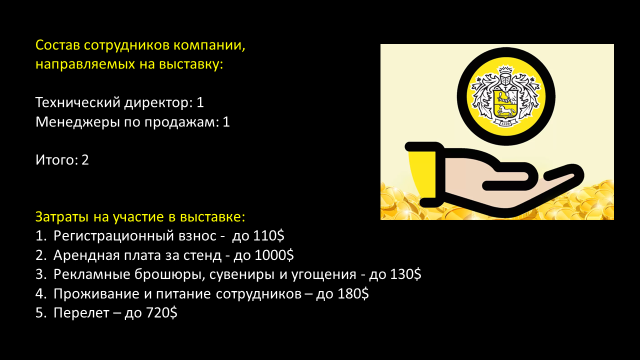 Состав сотрудников компании,
направляемых на выставку:
Технический директор: 1
Менеджеры по продажам: 1
Итого: 2
Затраты на участие в выставке:
1. Регистрационный взнос - до 110$
2. Арендная плата за стенд - до 1000$
3. Рекламные брошюры, сувениры и угощения - до 130$
4. Проживание и питание сотрудников – до 180$
5. Перелет – до 720$